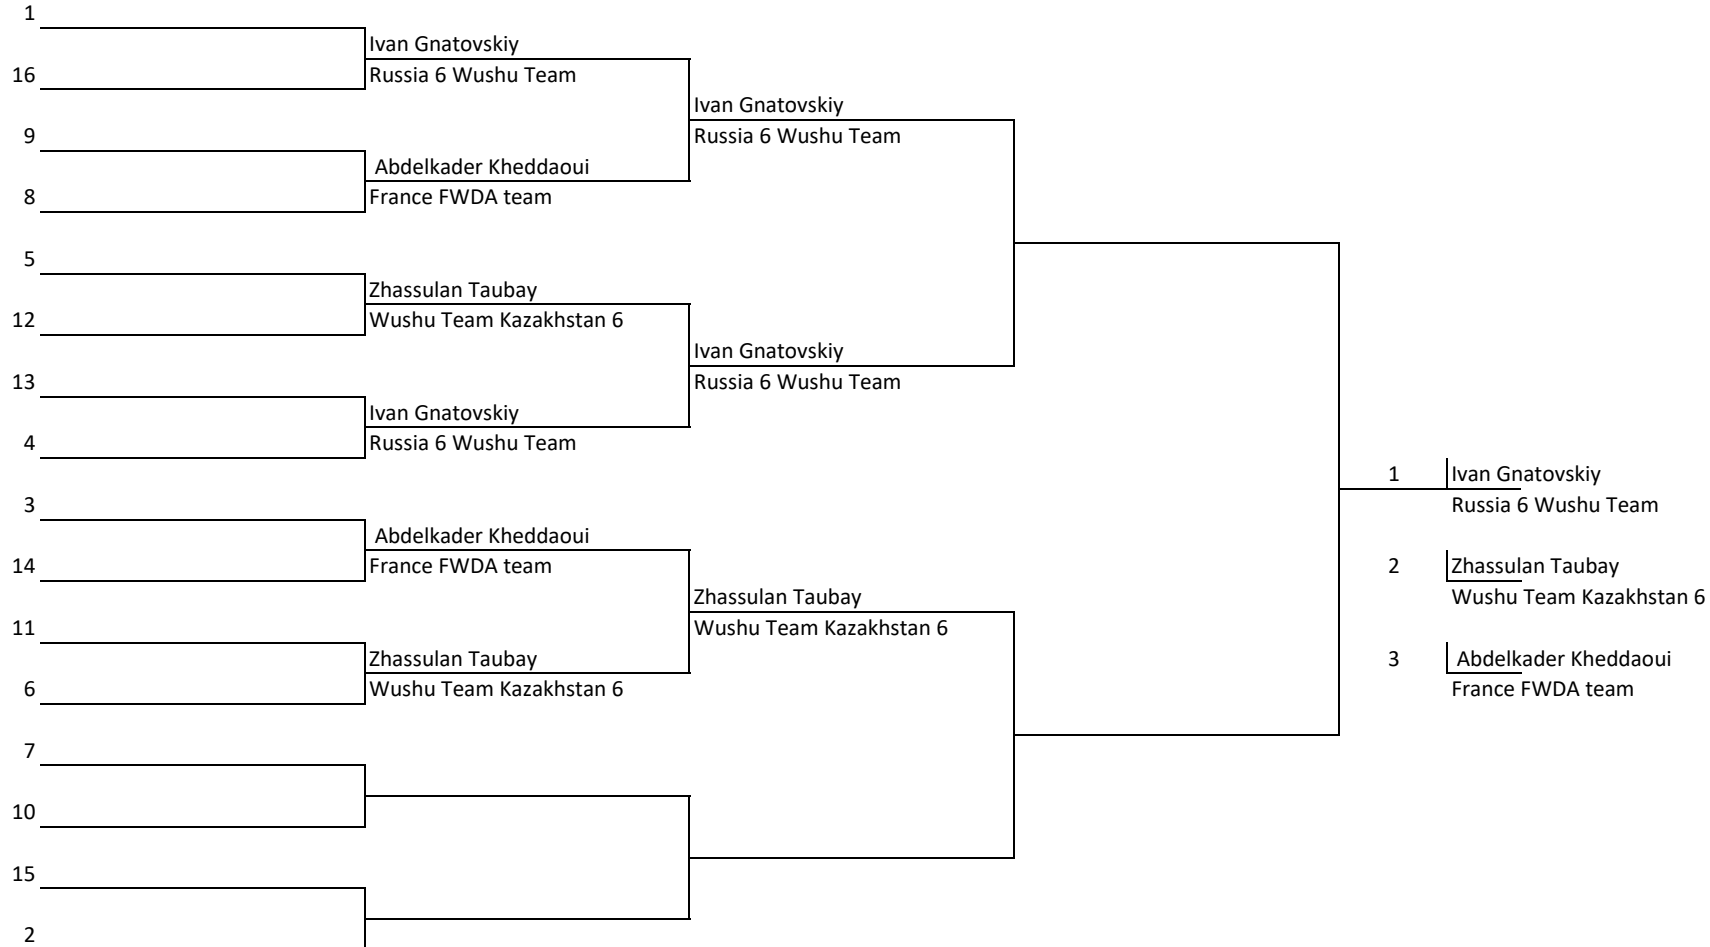 1
Ivan Gnatovskiy
16
Russia 6 Wushu Team
Ivan Gnatovskiy
9
Russia 6 Wushu Team
Abdelkader Kheddaoui
8
France FWDA team
5
Zhassulan Taubay
12
Wushu Team Kazakhstan 6
Ivan Gnatovskiy
13
Russia 6 Wushu Team
Ivan Gnatovskiy
4
Russia 6 Wushu Team
1
Ivan Gnatovskiy
3
Russia 6 Wushu Team
Abdelkader Kheddaoui
14
France FWDA team
2
Zhassulan Taubay
Zhassulan Taubay
Wushu Team Kazakhstan 6
11
Wushu Team Kazakhstan 6
Zhassulan Taubay
3
Abdelkader Kheddaoui
6
Wushu Team Kazakhstan 6
France FWDA team
7
10
15
2